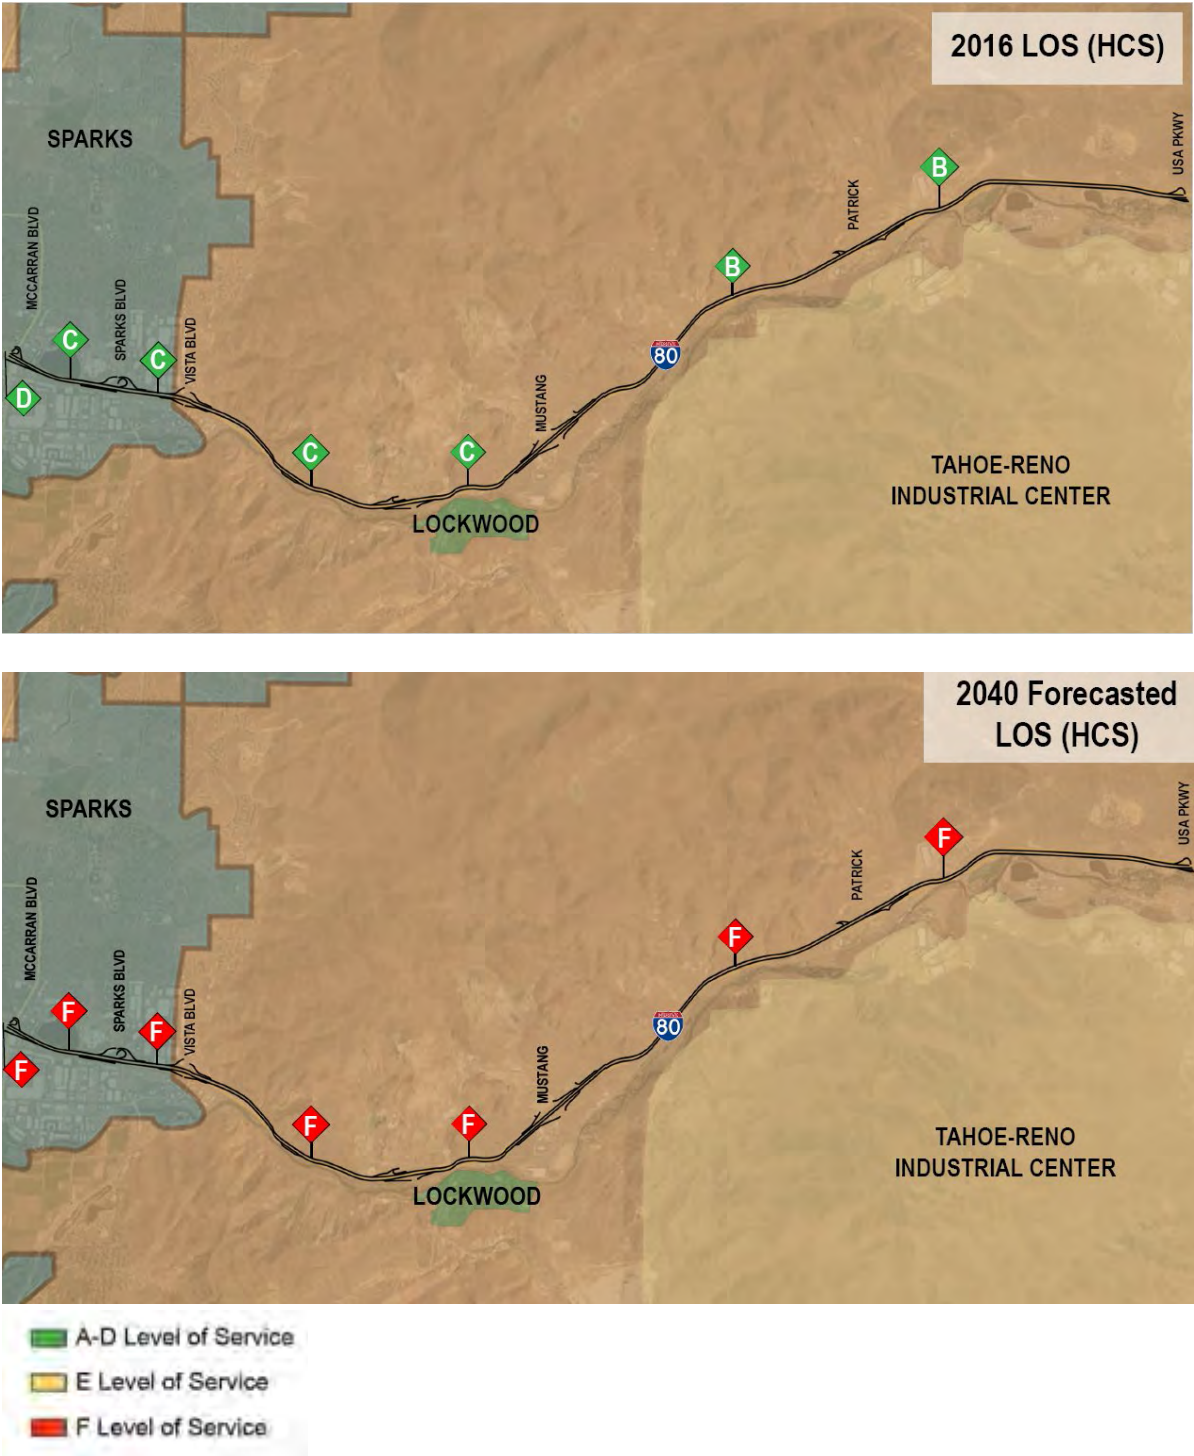 2016 LOS (HCS)
SPARKS
MCCARRAN BLVD
SPARKS BLVD
VISTA BLVD
MUSTANG
PATRICK
USA PKWY
D
C
C
C
C
B
B
80
LOCKWOOD
TAHOE-RENO
INDUSTRIAL CENTER
2040 Forecasted
LOS (HCS)
SPARKS
MCCARRAN BLVD
SPARKS BLVD
VISTA BLVD
MUSTANG
PATRICK
USA PKWY
F
F
F
F
F
F
F
80
LOCKWOOD
TAHOE-RENO
INDUSTRIAL CENTER
A-D Level of Service
E Level of Service
F Level of Service